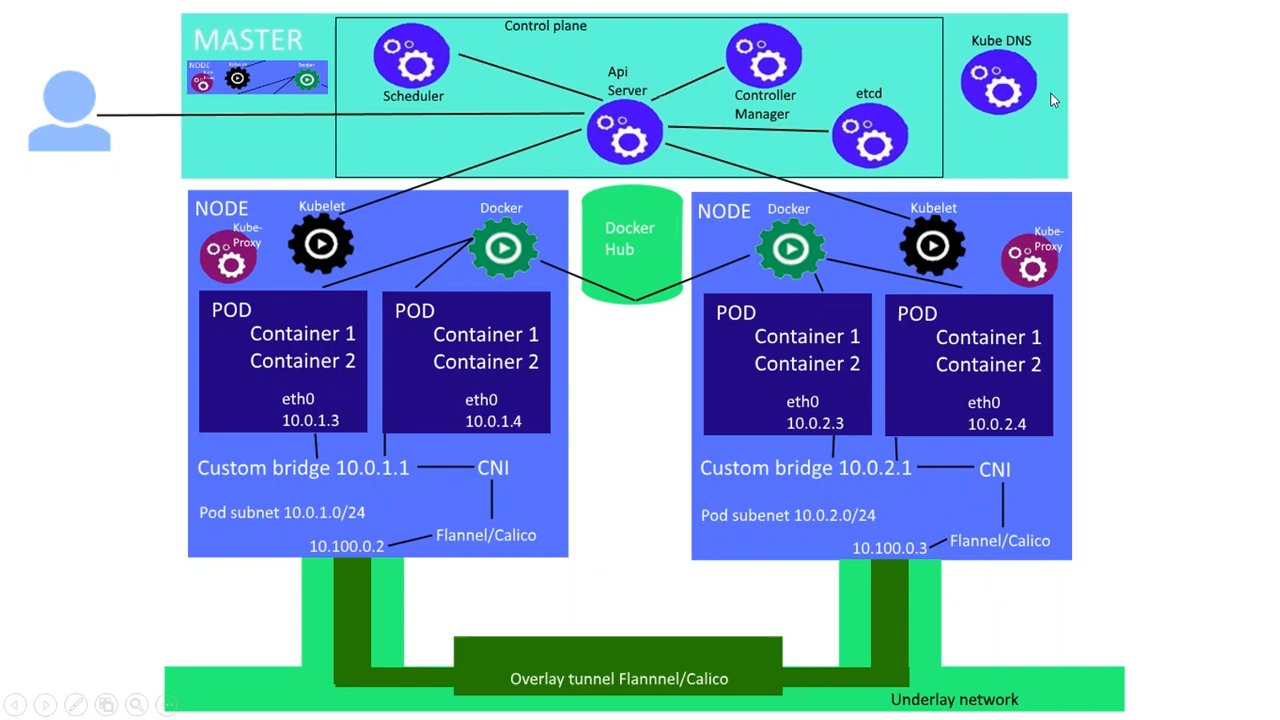 Control plane
MASTER
Kube DNS
NODE
Docker
Api
Server
Scheduler
Controller
Manager
etcd
NODE
Kubelet
Docker
Kube-
Proxy
Docker
Hub
NODE
Docker
Kubelet
Kube-
Proxy
POD
Container 1
Container 2
eth0
10.0.1.3
POD
Container 1
Container 2
eth0
10.0.1.4
POD
Container 1
Container 2
eth0
10.0.2.3
POD
Container 1
Container 2
eth0
10.0.2.4
Custom bridge 10.0.1.1
CNI
Pod subnet 10.0.1.0/24
Flannel/Calico
10.100.0.2
Custom bridge 10.0.2.1
CNI
Pod subenet 10.0.2.0/24
Flannel/Calico
10.100.0.3
Overlay tunnel Flannnel/Calico
Underlay network